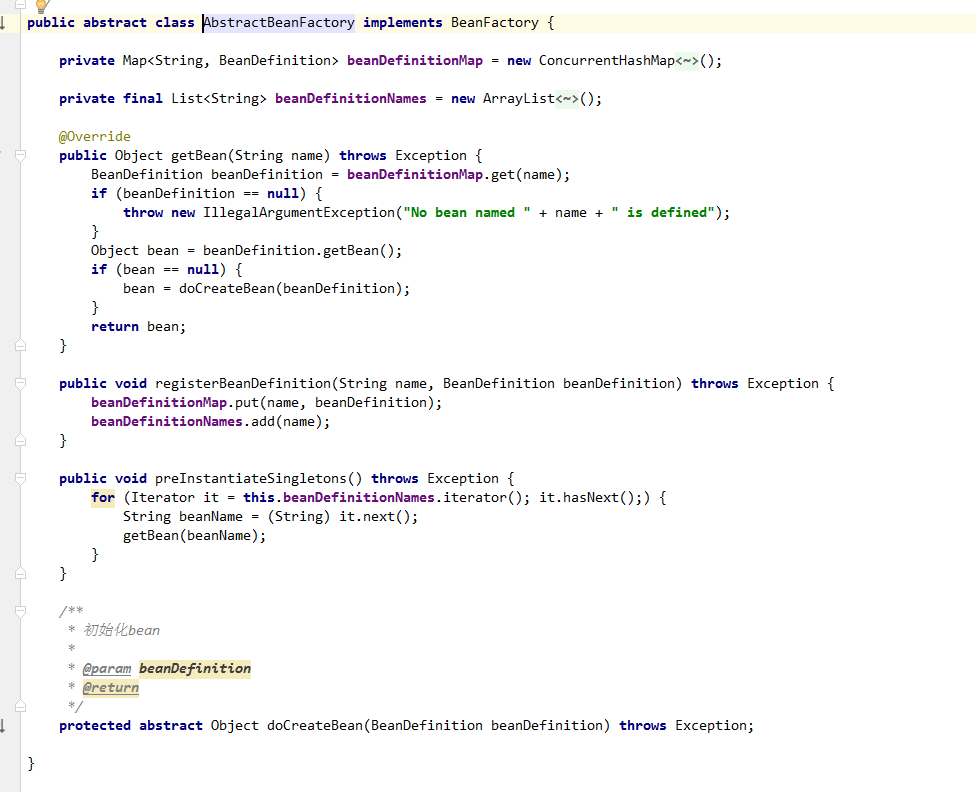 public abstract class AbstractBeanFactory implements BeanFactory {
private Map<String, BeanDefinition> beanDefinitionMap = new ConcurrentHashMap<~>();
private final List<String> beanDefinitionNames = new ArrayList<~>();
@Override
public Object getBean(String name) throws Exception {
BeanDefinition beanDefinition = beanDefinitionMap.get(name);
if (beanDefinition == null) {
throw new IllegalArgumentException("No bean named " + name + " is defined");
}
Object bean = beanDefinition.getBean();
if (bean == null) {
bean = doCreateBean(beanDefinition);
}
return bean;
}
public void registerBeanDefinition(String name, BeanDefinition beanDefinition) throws Exception {
beanDefinitionMap.put(name, beanDefinition);
beanDefinitionNames.add(name);
}
public void preInstantiateSingletons() throws Exception {
for (Iterator it = this.beanDefinitionNames.iterator(); it.hasNext();) {
String beanName = (String) it.next();
getBean(beanName);
}
}
/**
* 初始化bean
*
* @param beanDefinition
* @return
*/
protected abstract Object doCreateBean(BeanDefinition beanDefinition) throws Exception;
}